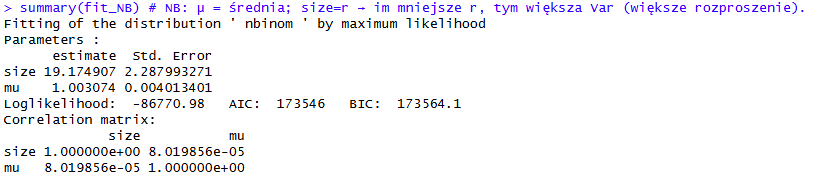 > summary(fit_NB) # NB: μ = średnia; size=r → im mniejsze r, tym większa Var (większe rozproszenie).
Fitting of the distribution ' nbinom ' by maximum likelihood
Parameters :
      estimate  Std. Error
size 19.174907 2.287993271
mu    1.003074 0.004013401
Loglikelihood:  -86770.98   AIC:  173546   BIC:  173564.1
Correlation matrix:
             size           mu
size 1.000000e+00 8.019856e-05
mu   8.019856e-05 1.000000e+00